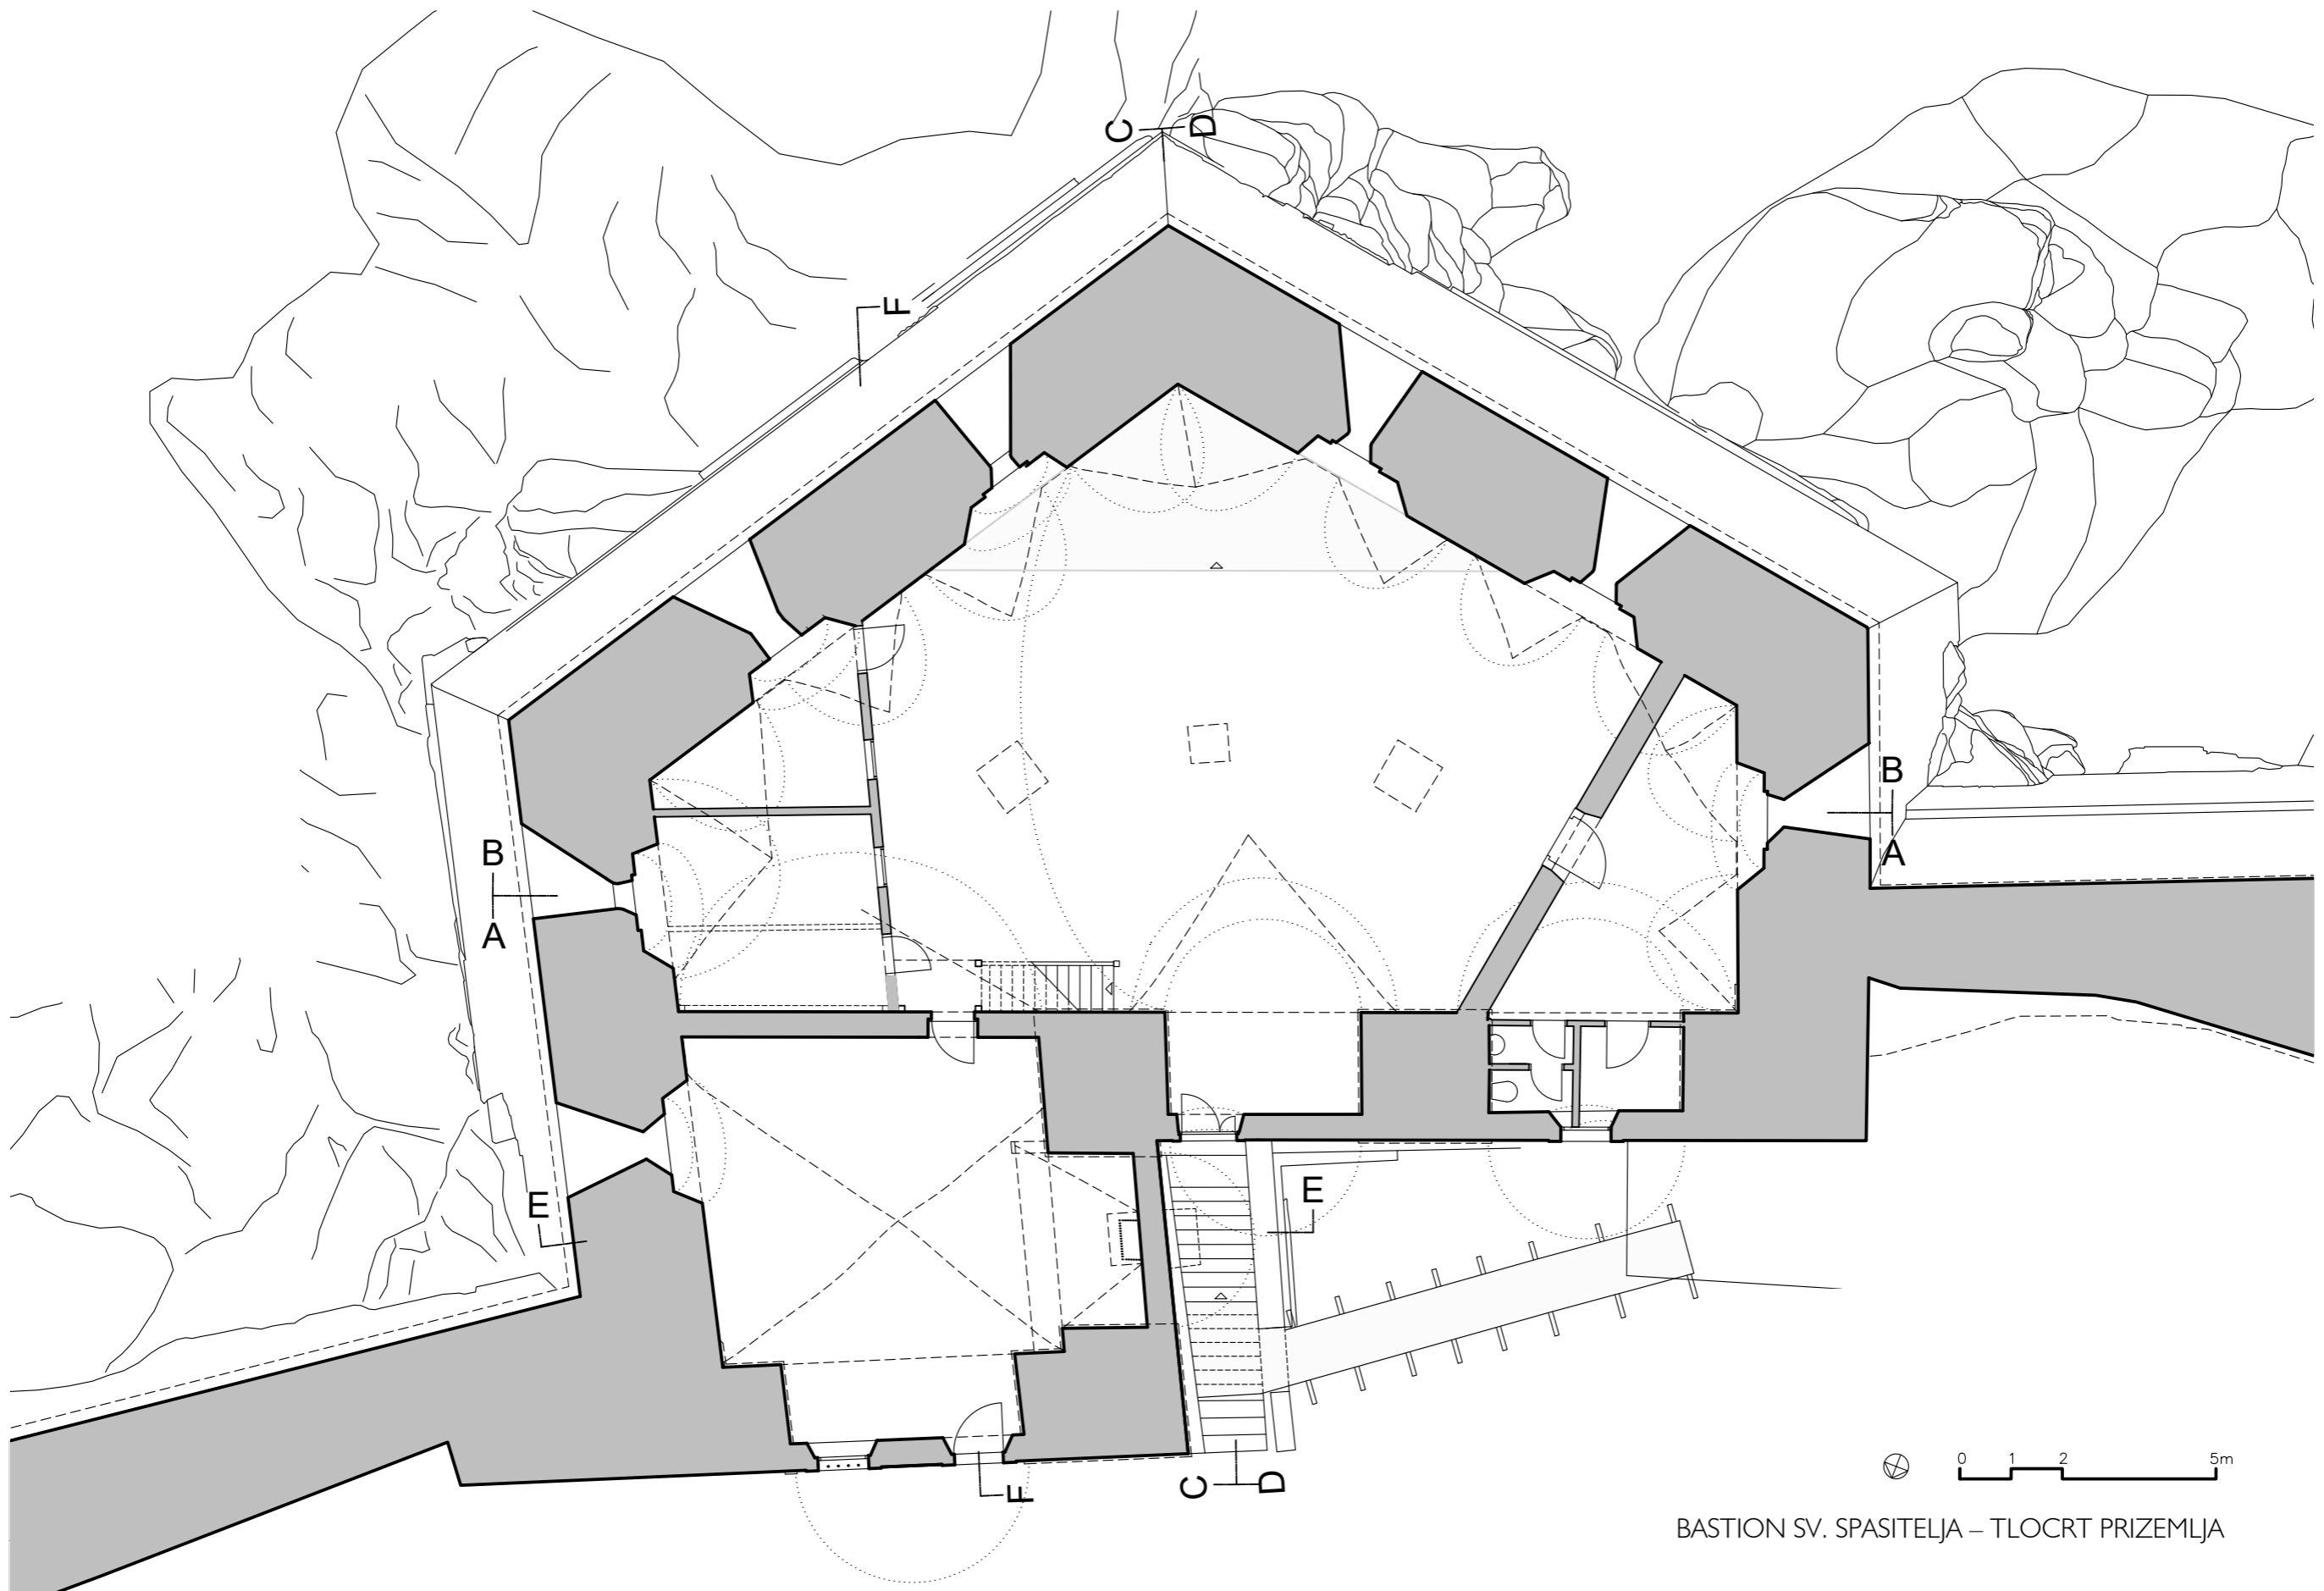 C D
F
B
A
B
A
E
E
F
C D
0 1 2 5m
BASTION SV. SPASITELJA – TLOCRT PRIZEMLJA